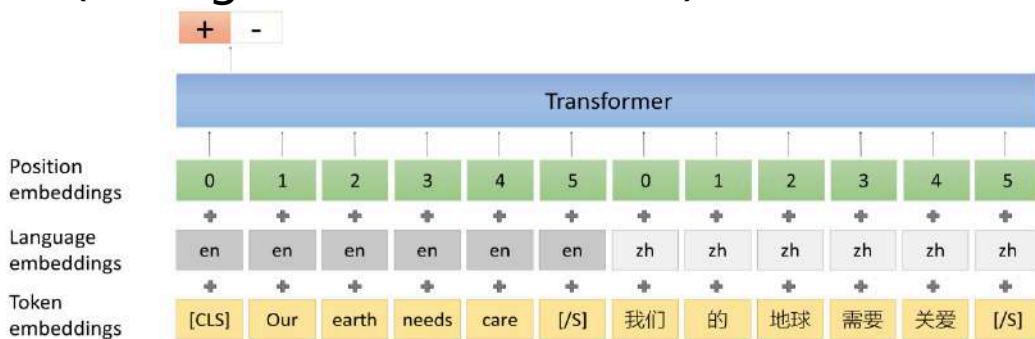 + -
Transformer
Position embeddings 0 1 2 3 4 5 0 1 2 3 4 5
Language embeddings en en en en en en zh zh zh zh zh zh
Token embeddings [CLS] Our earth needs care [/S] 我们 的 地球 需要 关爱 [/S]